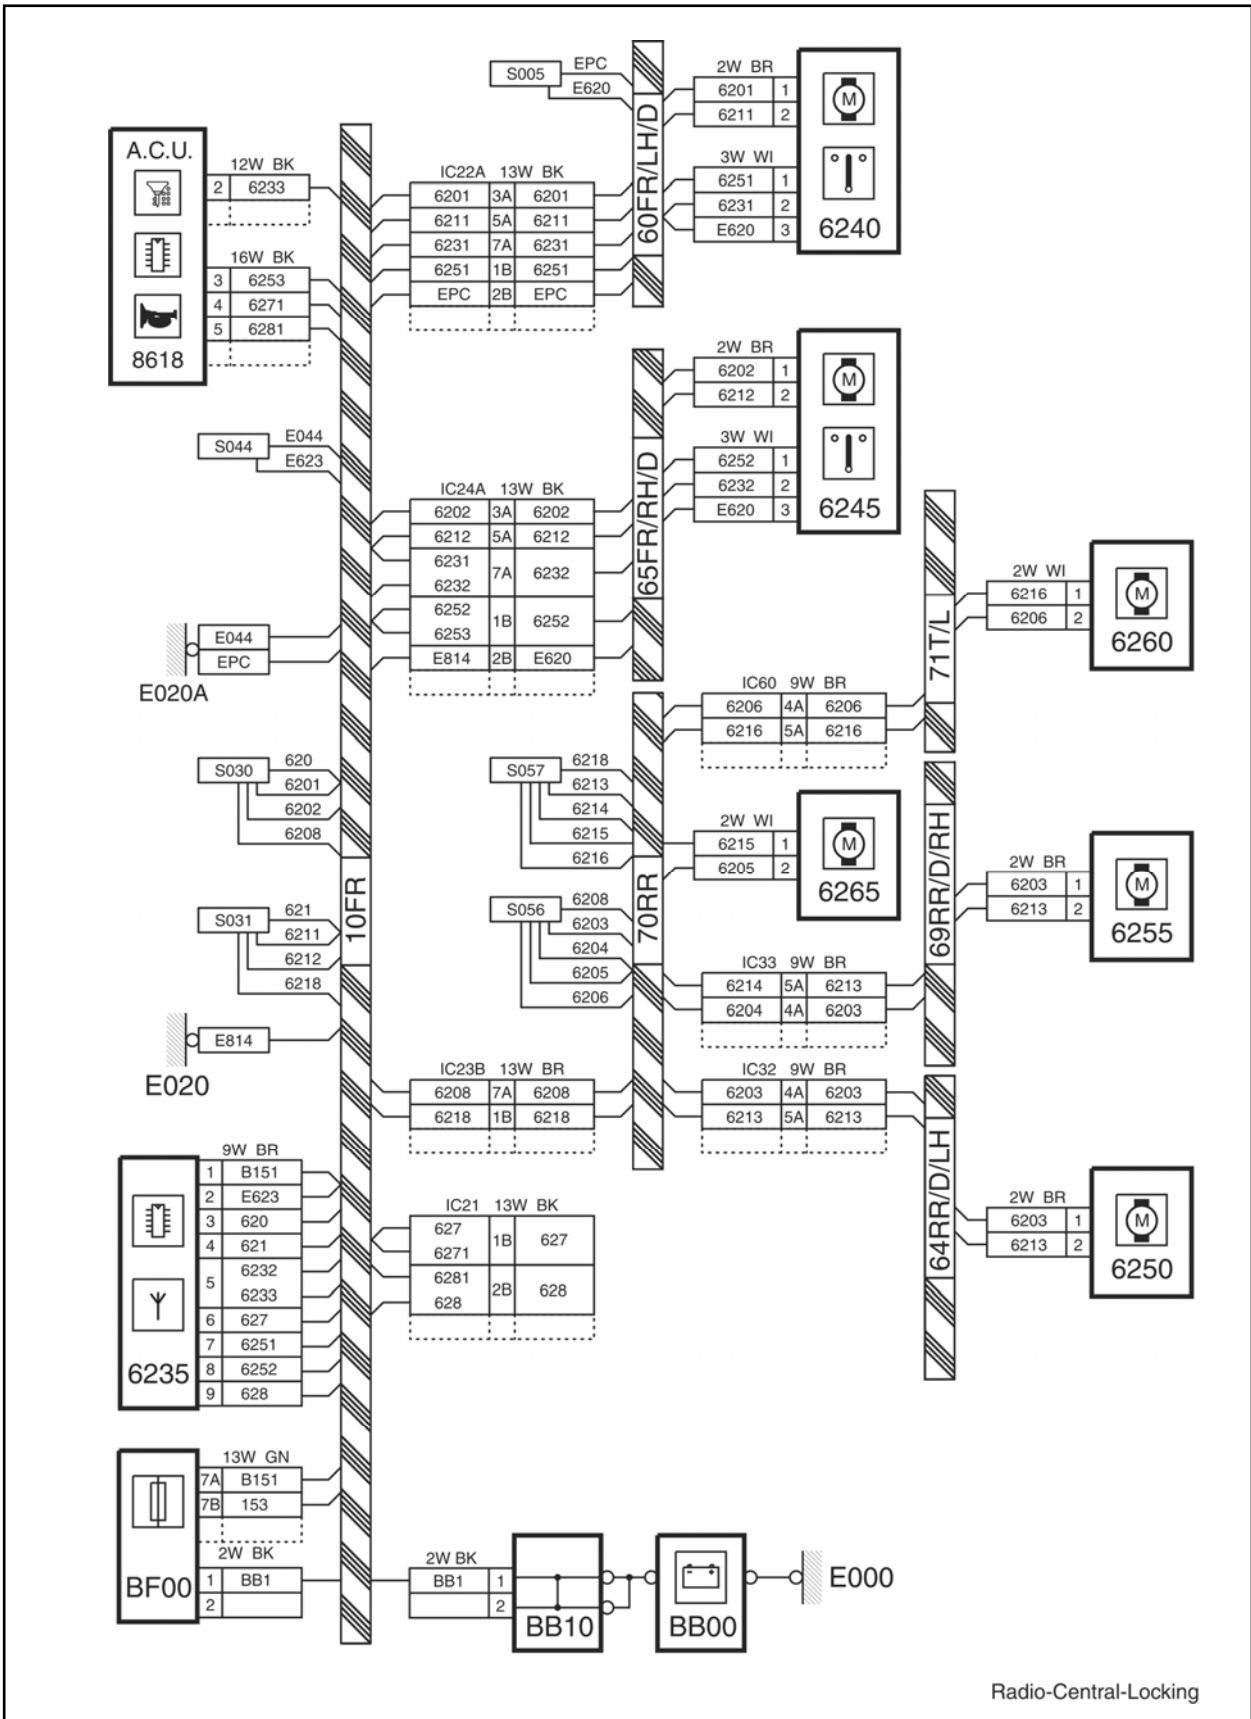 S005 EPC
E620
60FR/LH/D
2W BR
6201 1
6211 2
3W WI
6251 1
6231 2
E620 3
6240
M
A.C.U.
12W BK
2 6233
16W BK
3 6253
4 6271
5 6281
8618
IC22A 13W BK
6201 3A 6201
6211 5A 6211
6231 7A 6231
6251 1B 6251
EPC 2B EPC
2W BR
6202 1
6212 2
3W WI
6252 1
6232 2
E620 3
6245
M
65FR/RH/D
S044 E044
E623
IC24A 13W BK
6202 3A 6202
6212 5A 6212
6231
6232
7A 6232
6252
6253
1B 6252
E814 2B E620
E044
EPC
E020A
71T/L
2W WI
6216 1
6206 2
6260
M
IC60 9W BR
6206 4A 6206
6216 5A 6216
S030 620
6201
6202
6208
S057 6218
6213
6214
6215
6216
2W WI
6215 1
6205 2
6265
M
10FR
70RR
69RR/D/RH
2W BR
6203 1
6213 2
6255
M
S031 621
6211
6212
6218
S056 6208
6203
6204
6205
6206
IC33 9W BR
6214 5A 6213
6204 4A 6203
E814
E020
IC23B 13W BR
6208 7A 6208
6218 1B 6218
IC32 9W BR
6203 4A 6203
6213 5A 6213
64RR/D/LH
2W BR
6203 1
6213 2
6250
M
9W BR
1 B151
2 E623
3 620
4 621
5 6232
6233
6 627
7 6251
8 6252
9 628
6235
IC21 13W BK
627
6271
1B 627
6281
628
2B 628
13W GN
7A B151
7B 153
2W BK
1 BB1
2
BF00
2W BK
BB1 1
2
BB10
BB00
E000
Radio-Central-Locking